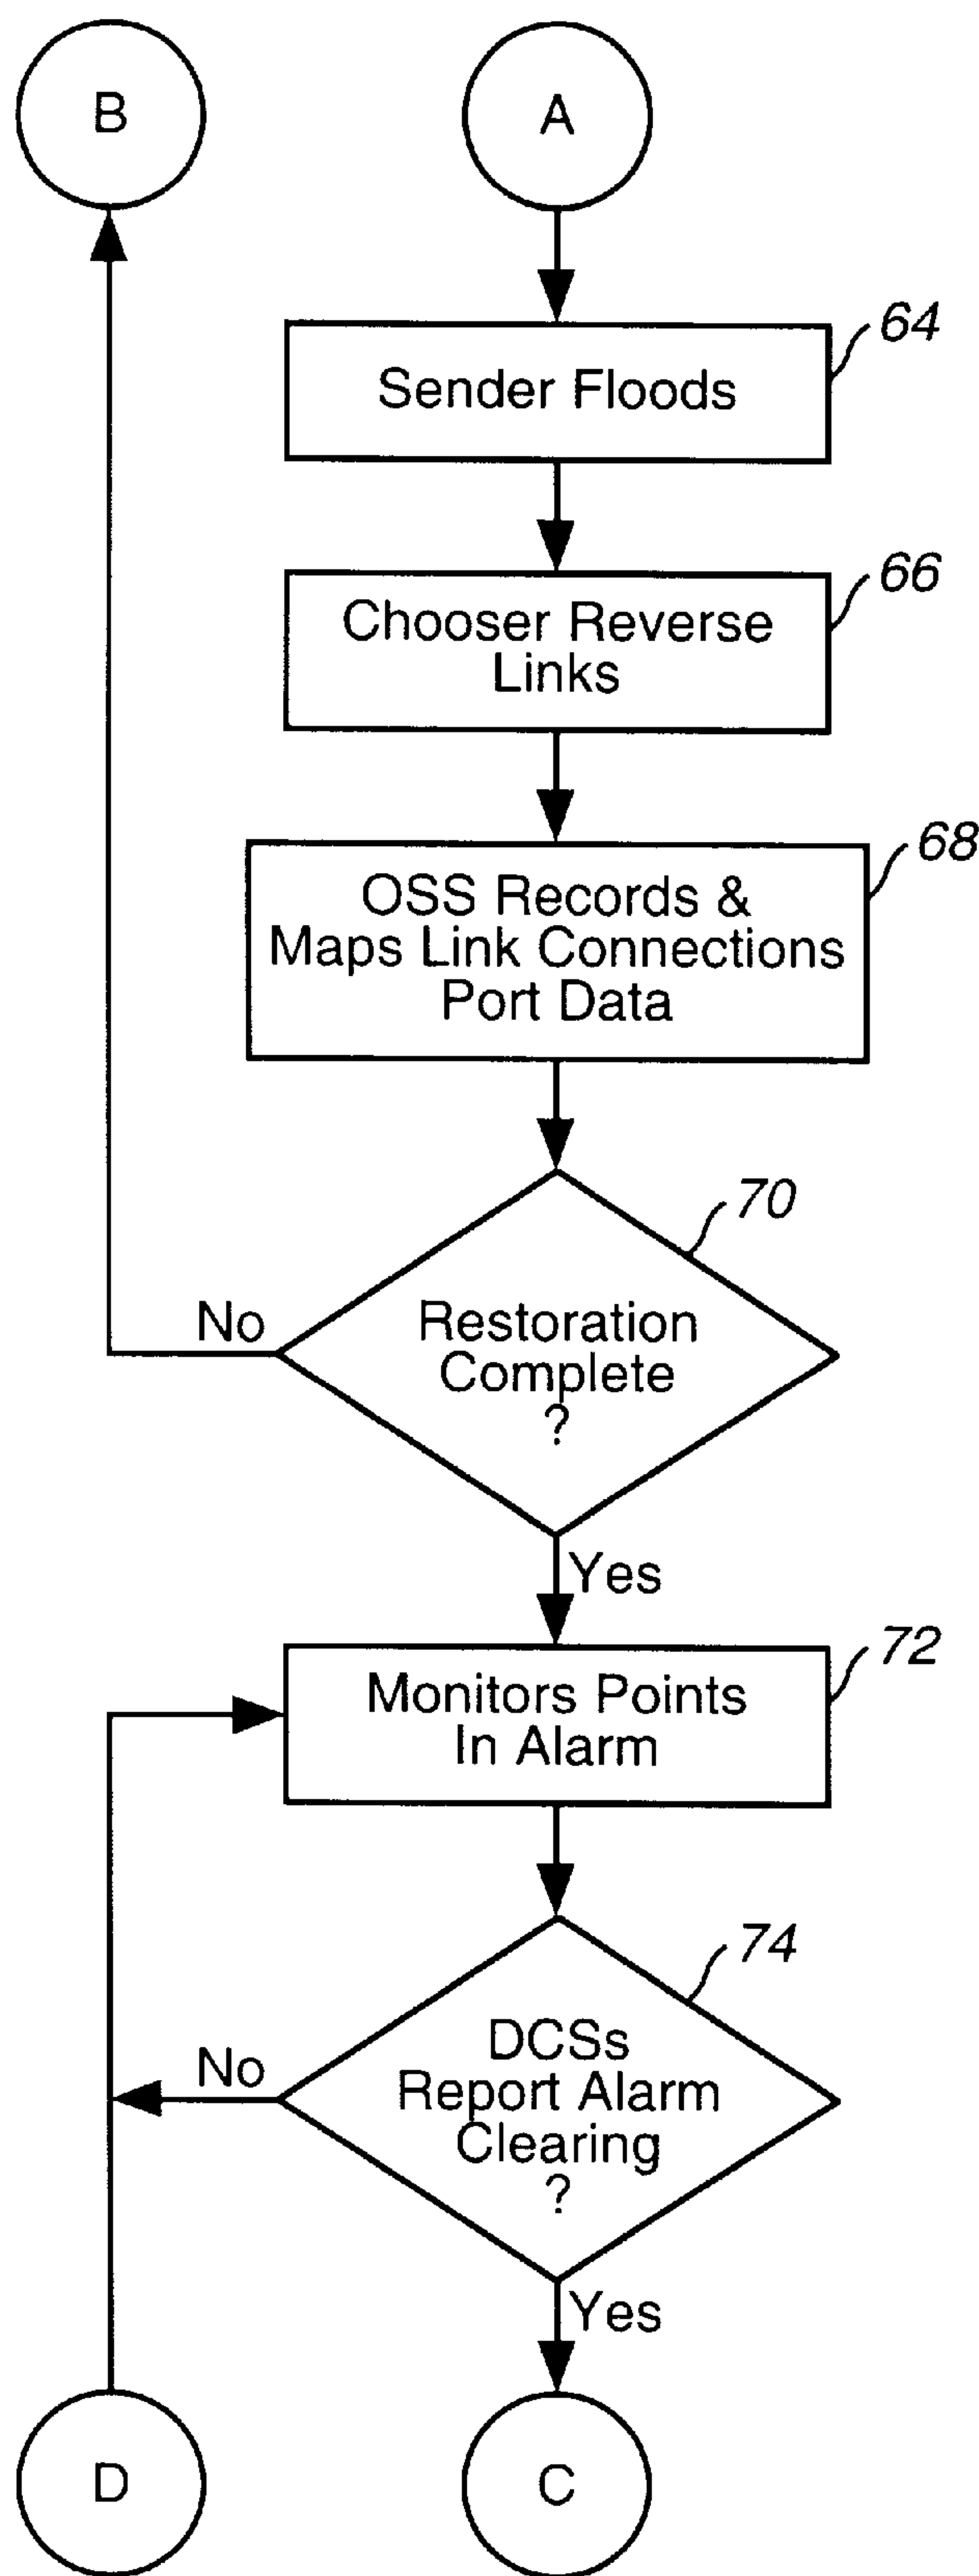 B
A
64
Sender Floods
66
Chooser Reverse
Links
68
OSS Records &
Maps Link Connections
Port Data
70
No
Restoration
Complete
?
Yes
72
Monitors Points
In Alarm
74
No
DCSs
Report Alarm
Clearing
?
Yes
D
C